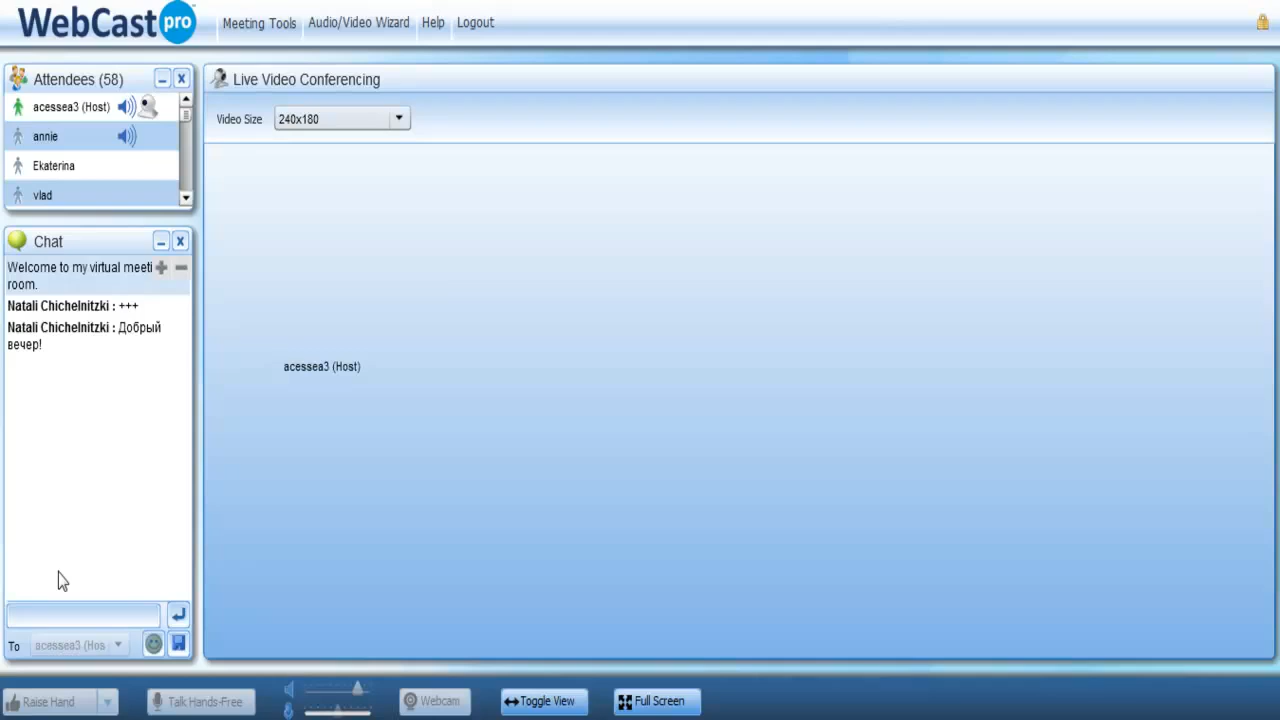 WebCast pro
Meeting Tools
Audio/Video Wizard
Help
Logout
Attendees (58)
acessea3 (Host)
annie
Ekaterina
vlad
Chat
Welcome to my virtual meeti
room.
Natali Chichelnitzki : +++
Natali Chichelnitzki : Добрый
вечер!
To
acessea3 (Hos
Live Video Conferencing
Video Size
240x180
acessea3 (Host)
Raise Hand
Talk Hands-Free
Webcam
Toggle View
Full Screen